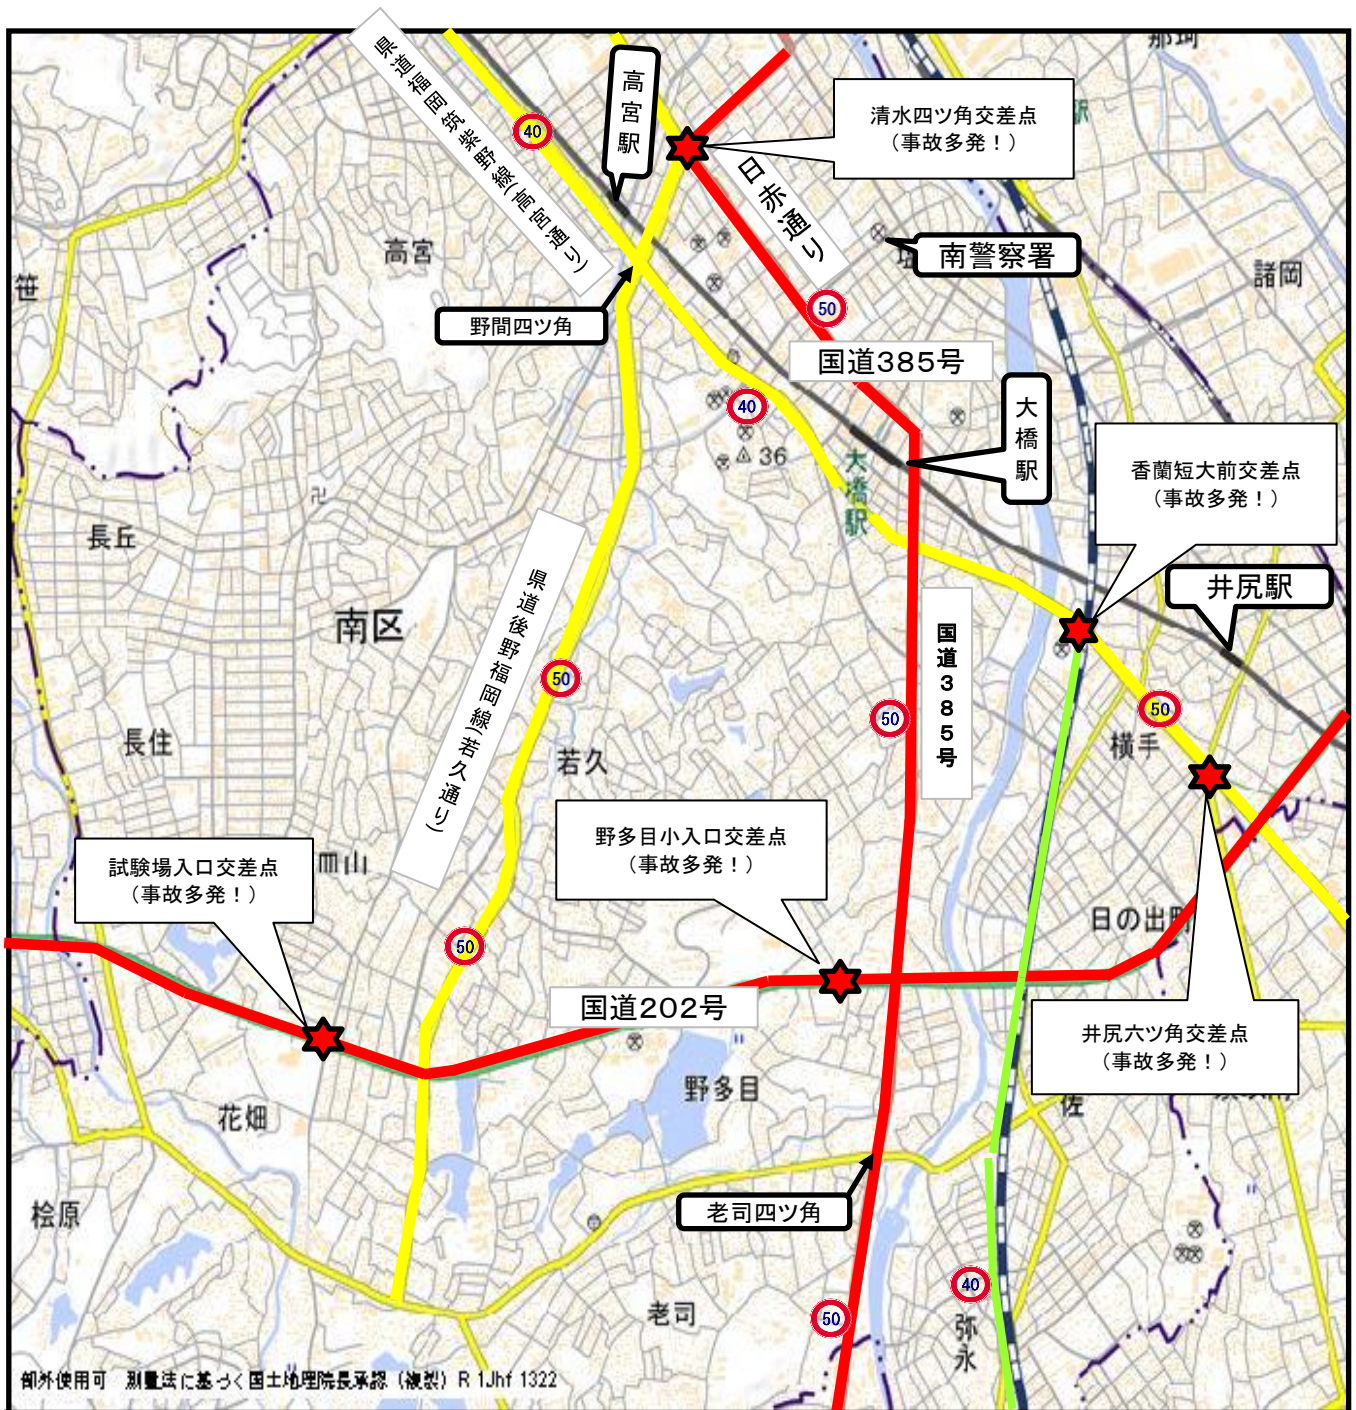 那珂
県道福岡筑紫野線(高宮通り)
40
高宮駅
清水四ツ角交差点
（事故多発！）
駅
日赤通り
高宮
南警察署
諸岡
笹
野間四ツ角
50
国道385号
40
大橋駅
36
大橋駅
香蘭短大前交差点
（事故多発！）
長丘
井尻駅
県道後野福岡線(若久通り)
南区
国道385号
50
50
50
横手
長住
若久
野多目小入口交差点
（事故多発！）
試験場入口交差点
（事故多発！）
皿山
日の出町
50
国道202号
井尻六ツ角交差点
（事故多発！）
野多目
花畑
佐
桧原
老司四ツ角
40
老司
50
弥永
部外使用可　測量法に基づく国土地理院長承認（複製）R 1Jhf 1322